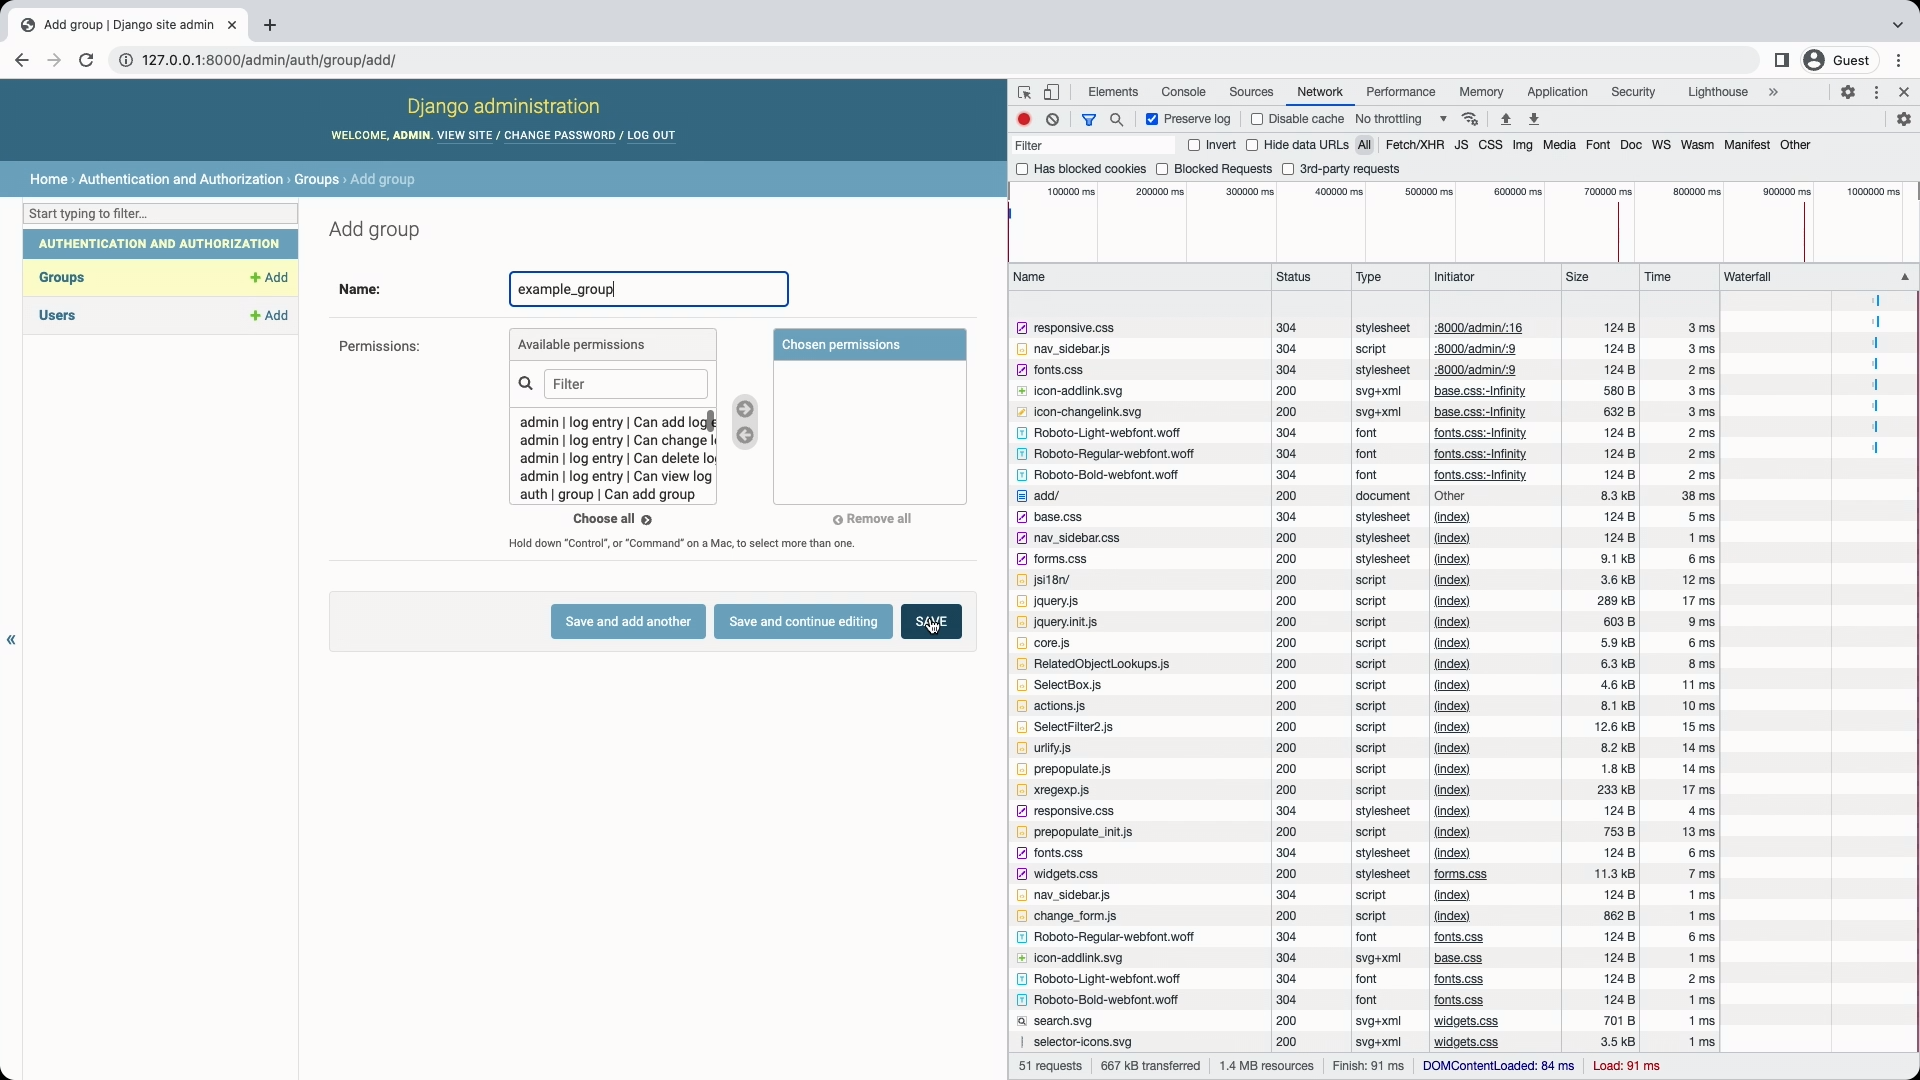 Add group | Django site admin
127.0.0.1:8000/admin/auth/group/add/
Guest
Django administration
WELCOME, ADMIN. VIEW SITE / CHANGE PASSWORD / LOG OUT
Home › Authentication and Authorization › Groups › Add group
Start typing to filter...
AUTHENTICATION AND AUTHORIZATION
Groups + Add
Users + Add
«
Add group
Name: example_group
Permissions:
Available permissions
Filter
admin | log entry | Can add log e
admin | log entry | Can change l
admin | log entry | Can delete lo
admin | log entry | Can view log
auth | group | Can add group
Choose all
Chosen permissions
Remove all
Hold down “Control”, or “Command” on a Mac, to select more than one.
Save and add another Save and continue editing SAVE
Elements Console Sources Network Performance Memory Application Security Lighthouse »
Preserve log Disable cache No throttling
Filter Invert Hide data URLs All Fetch/XHR JS CSS Img Media Font Doc WS Wasm Manifest Other
Has blocked cookies Blocked Requests 3rd-party requests
100000 ms 200000 ms 300000 ms 400000 ms 500000 ms 600000 ms 700000 ms 800000 ms 900000 ms 1000000 ms
Name Status Type Initiator Size Time Waterfall
responsive.css 304 stylesheet :8000/admin/:16 124 B 3 ms
nav_sidebar.js 304 script :8000/admin/:9 124 B 3 ms
fonts.css 304 stylesheet :8000/admin/:9 124 B 2 ms
icon-addlink.svg 200 svg+xml base.css:-Infinity 580 B 3 ms
icon-changelink.svg 200 svg+xml base.css:-Infinity 632 B 3 ms
Roboto-Light-webfont.woff 304 font fonts.css:-Infinity 124 B 2 ms
Roboto-Regular-webfont.woff 304 font fonts.css:-Infinity 124 B 2 ms
Roboto-Bold-webfont.woff 304 font fonts.css:-Infinity 124 B 2 ms
add/ 200 document Other 8.3 kB 38 ms
base.css 304 stylesheet (index) 124 B 5 ms
nav_sidebar.css 304 stylesheet (index) 124 B 1 ms
forms.css 200 stylesheet (index) 9.1 kB 6 ms
jsi18n/ 200 script (index) 3.6 kB 12 ms
jquery.js 200 script (index) 289 kB 17 ms
jquery.init.js 200 script (index) 603 B 9 ms
core.js 200 script (index) 5.9 kB 6 ms
RelatedObjectLookups.js 200 script (index) 6.3 kB 8 ms
SelectBox.js 200 script (index) 4.6 kB 11 ms
actions.js 200 script (index) 8.1 kB 10 ms
SelectFilter2.js 200 script (index) 12.6 kB 15 ms
urlify.js 200 script (index) 8.2 kB 14 ms
prepopulate.js 200 script (index) 1.8 kB 14 ms
xregexp.js 200 script (index) 233 kB 17 ms
responsive.css 304 stylesheet (index) 124 B 4 ms
prepopulate_init.js 200 script (index) 753 B 13 ms
fonts.css 304 stylesheet (index) 124 B 6 ms
widgets.css 200 stylesheet forms.css 11.3 kB 7 ms
nav_sidebar.js 304 script (index) 124 B 1 ms
change_form.js 200 script (index) 862 B 1 ms
Roboto-Regular-webfont.woff 304 font fonts.css 124 B 6 ms
icon-addlink.svg 304 svg+xml base.css 124 B 1 ms
Roboto-Light-webfont.woff 304 font fonts.css 124 B 2 ms
Roboto-Bold-webfont.woff 304 font fonts.css 124 B 1 ms
search.svg 200 svg+xml widgets.css 701 B 1 ms
selector-icons.svg 200 svg+xml widgets.css 3.5 kB 1 ms
51 requests 667 kB transferred 1.4 MB resources Finish: 91 ms DOMContentLoaded: 84 ms Load: 91 ms